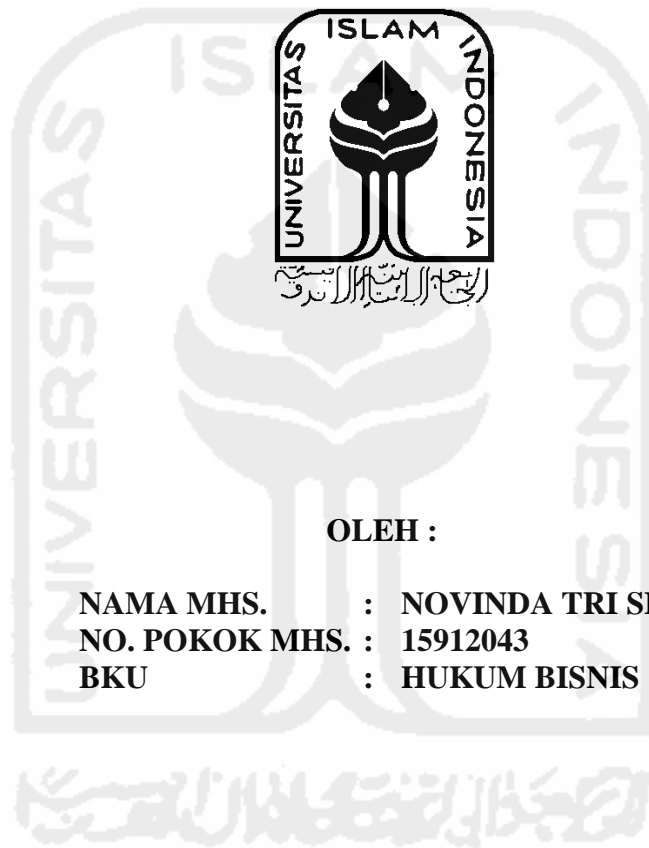 UNIVERSITAS ISLAM INDONESIA
OLEH :
NAMA MHS. : NOVINDA TRI
NO. POKOK MHS. : 15912043
BKU : HUKUM BISNIS